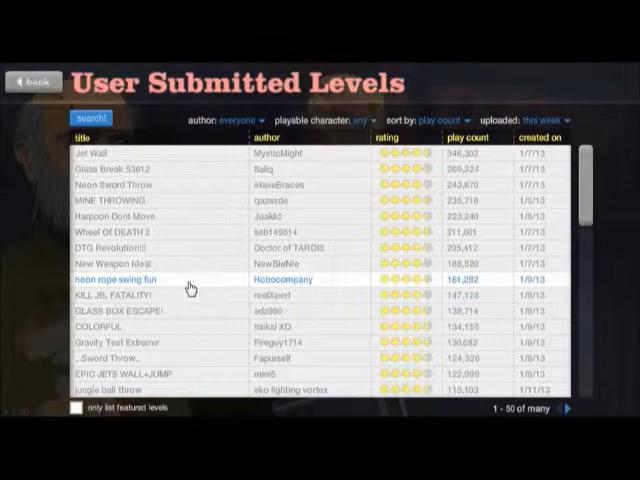 back
User Submitted Levels
search!
author: everyone playable character: any sort by: play count uploaded: this week
title author rating play count created on
Jet Wall MysticMight 346,302 1/7/13
Glass Break 53612 8aliq 269,324 1/7/13
Neon Sword Throw iHaveBraces 243,670 1/7/13
MINE THROWING qazsxde 235,718 1/8/13
Harpoon Dont Move Jaakk0 223,240 1/8/13
Wheel Of DEATH 2 seb149514 211,601 1/7/13
DTG Revolution!!! Doctor of TARDIS 205,412 1/7/13
New Weapon Idea! NewBieNie 168,520 1/7/13
neon rope swing fun Hobocompany 161,282 1/9/13
KILL JB, FATALITY! realXpert 147,128 1/9/13
GLASS BOX ESCAPE! adz980 138,714 1/9/13
COLORFUL haikal XD 134,155 1/9/13
Gravity Test Extreme Fireguy1714 130,682 1/8/13
...Sword Throw... Fapurself 124,326 1/8/13
EPIC JETS WALL+JUMP mini5 122,999 1/8/13
jungle ball throw eko lighting vortex 115,103 1/11/13
only list featured levels 1 - 50 of many